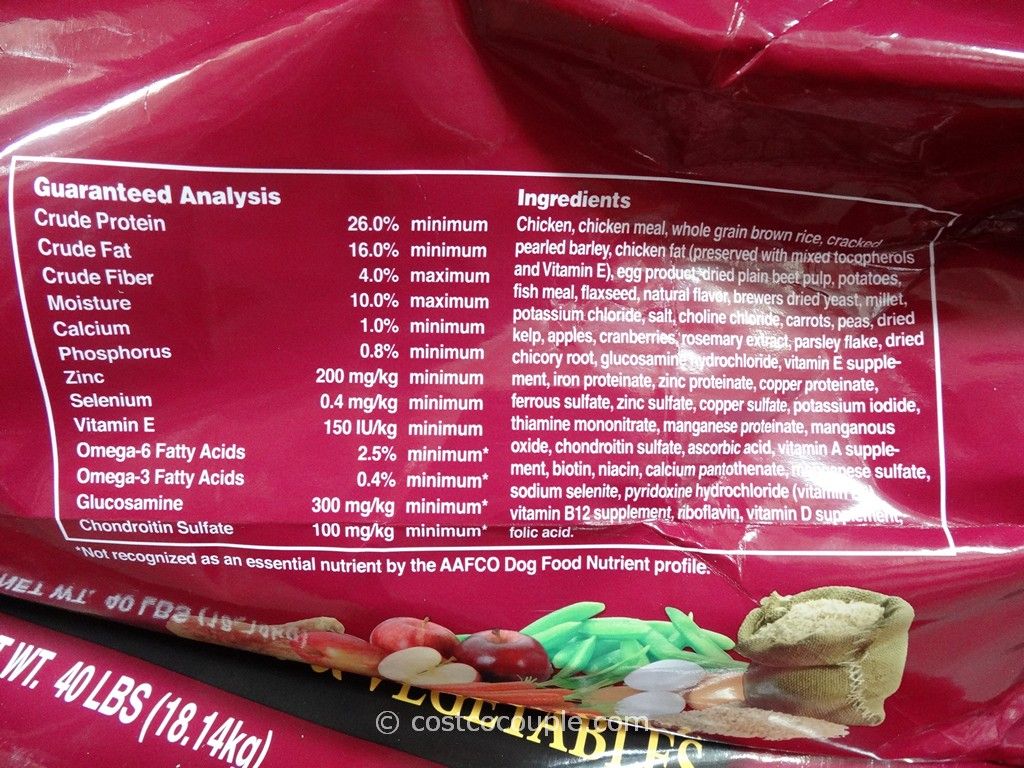 Guaranteed Analysis
Crude Protein 26.0% minimum
Crude Fat 16.0% minimum
Crude Fiber 4.0% maximum
Moisture 10.0% maximum
Calcium 1.0% minimum
Phosphorus 0.8% minimum
Zinc 200 mg/kg minimum
Selenium 0.4 mg/kg minimum
Vitamin E 150 IU/kg minimum
Omega-6 Fatty Acids 2.5% minimum*
Omega-3 Fatty Acids 0.4% minimum*
Glucosamine 300 mg/kg minimum*
Chondroitin Sulfate 100 mg/kg minimum*
Ingredients
Chicken, chicken meal, whole grain brown rice, cracked
pearled barley, chicken fat (preserved with mixed tocopherols
and Vitamin E), egg product, dried plain beet pulp, potatoes,
fish meal, flaxseed, natural flavor, brewers dried yeast, millet,
potassium chloride, salt, choline chloride, carrots, peas, dried
kelp, apples, cranberries, rosemary extract, parsley flake, dried
chicory root, glucosamine hydrochloride, vitamin E supple-
ment, iron proteinate, zinc proteinate, copper proteinate,
ferrous sulfate, zinc sulfate, copper sulfate, potassium iodide,
thiamine mononitrate, manganese proteinate, manganous
oxide, chondroitin sulfate, ascorbic acid, vitamin A supple-
ment, biotin, niacin, calcium pantothenate, manganese sulfate,
sodium selenite, pyridoxine hydrochloride (vitamin
vitamin B12 supplement, riboflavin, vitamin D supplement,
folic acid.
*Not recognized as an essential nutrient by the AAFCO Dog Food Nutrient profile.
NET WT. 40 LBS (18.14kg)
T WT. 40 LBS (18.14kg)
& VEGETABLES
© costcocouple.com